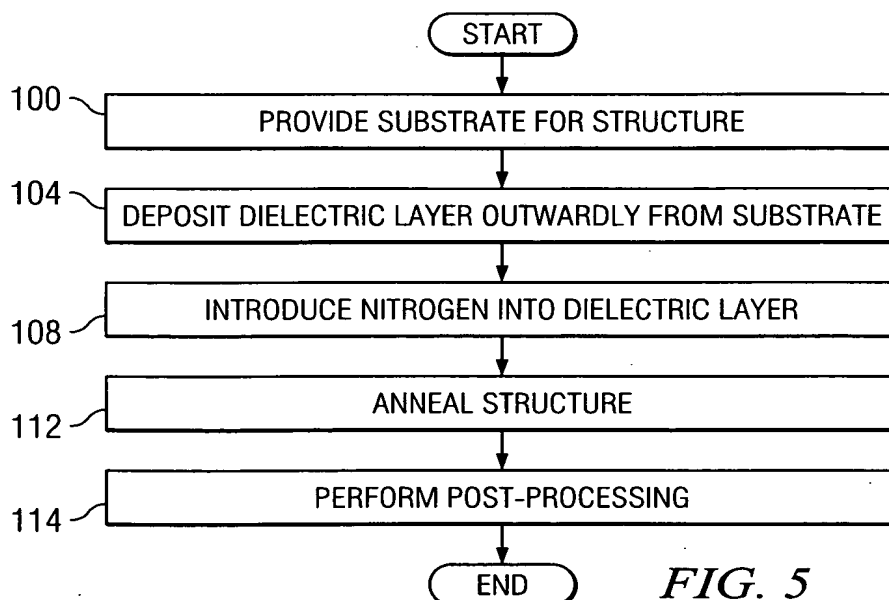 START
100
PROVIDE SUBSTRATE FOR STRUCTURE
104
DEPOSIT DIELECTRIC LAYER OUTWARDLY FROM SUBSTRATE
INTRODUCE NITROGEN INTO DIELECTRIC LAYER
108
ANNEAL STRUCTURE
112
PERFORM POST-PROCESSING
114
END
FIG. 5